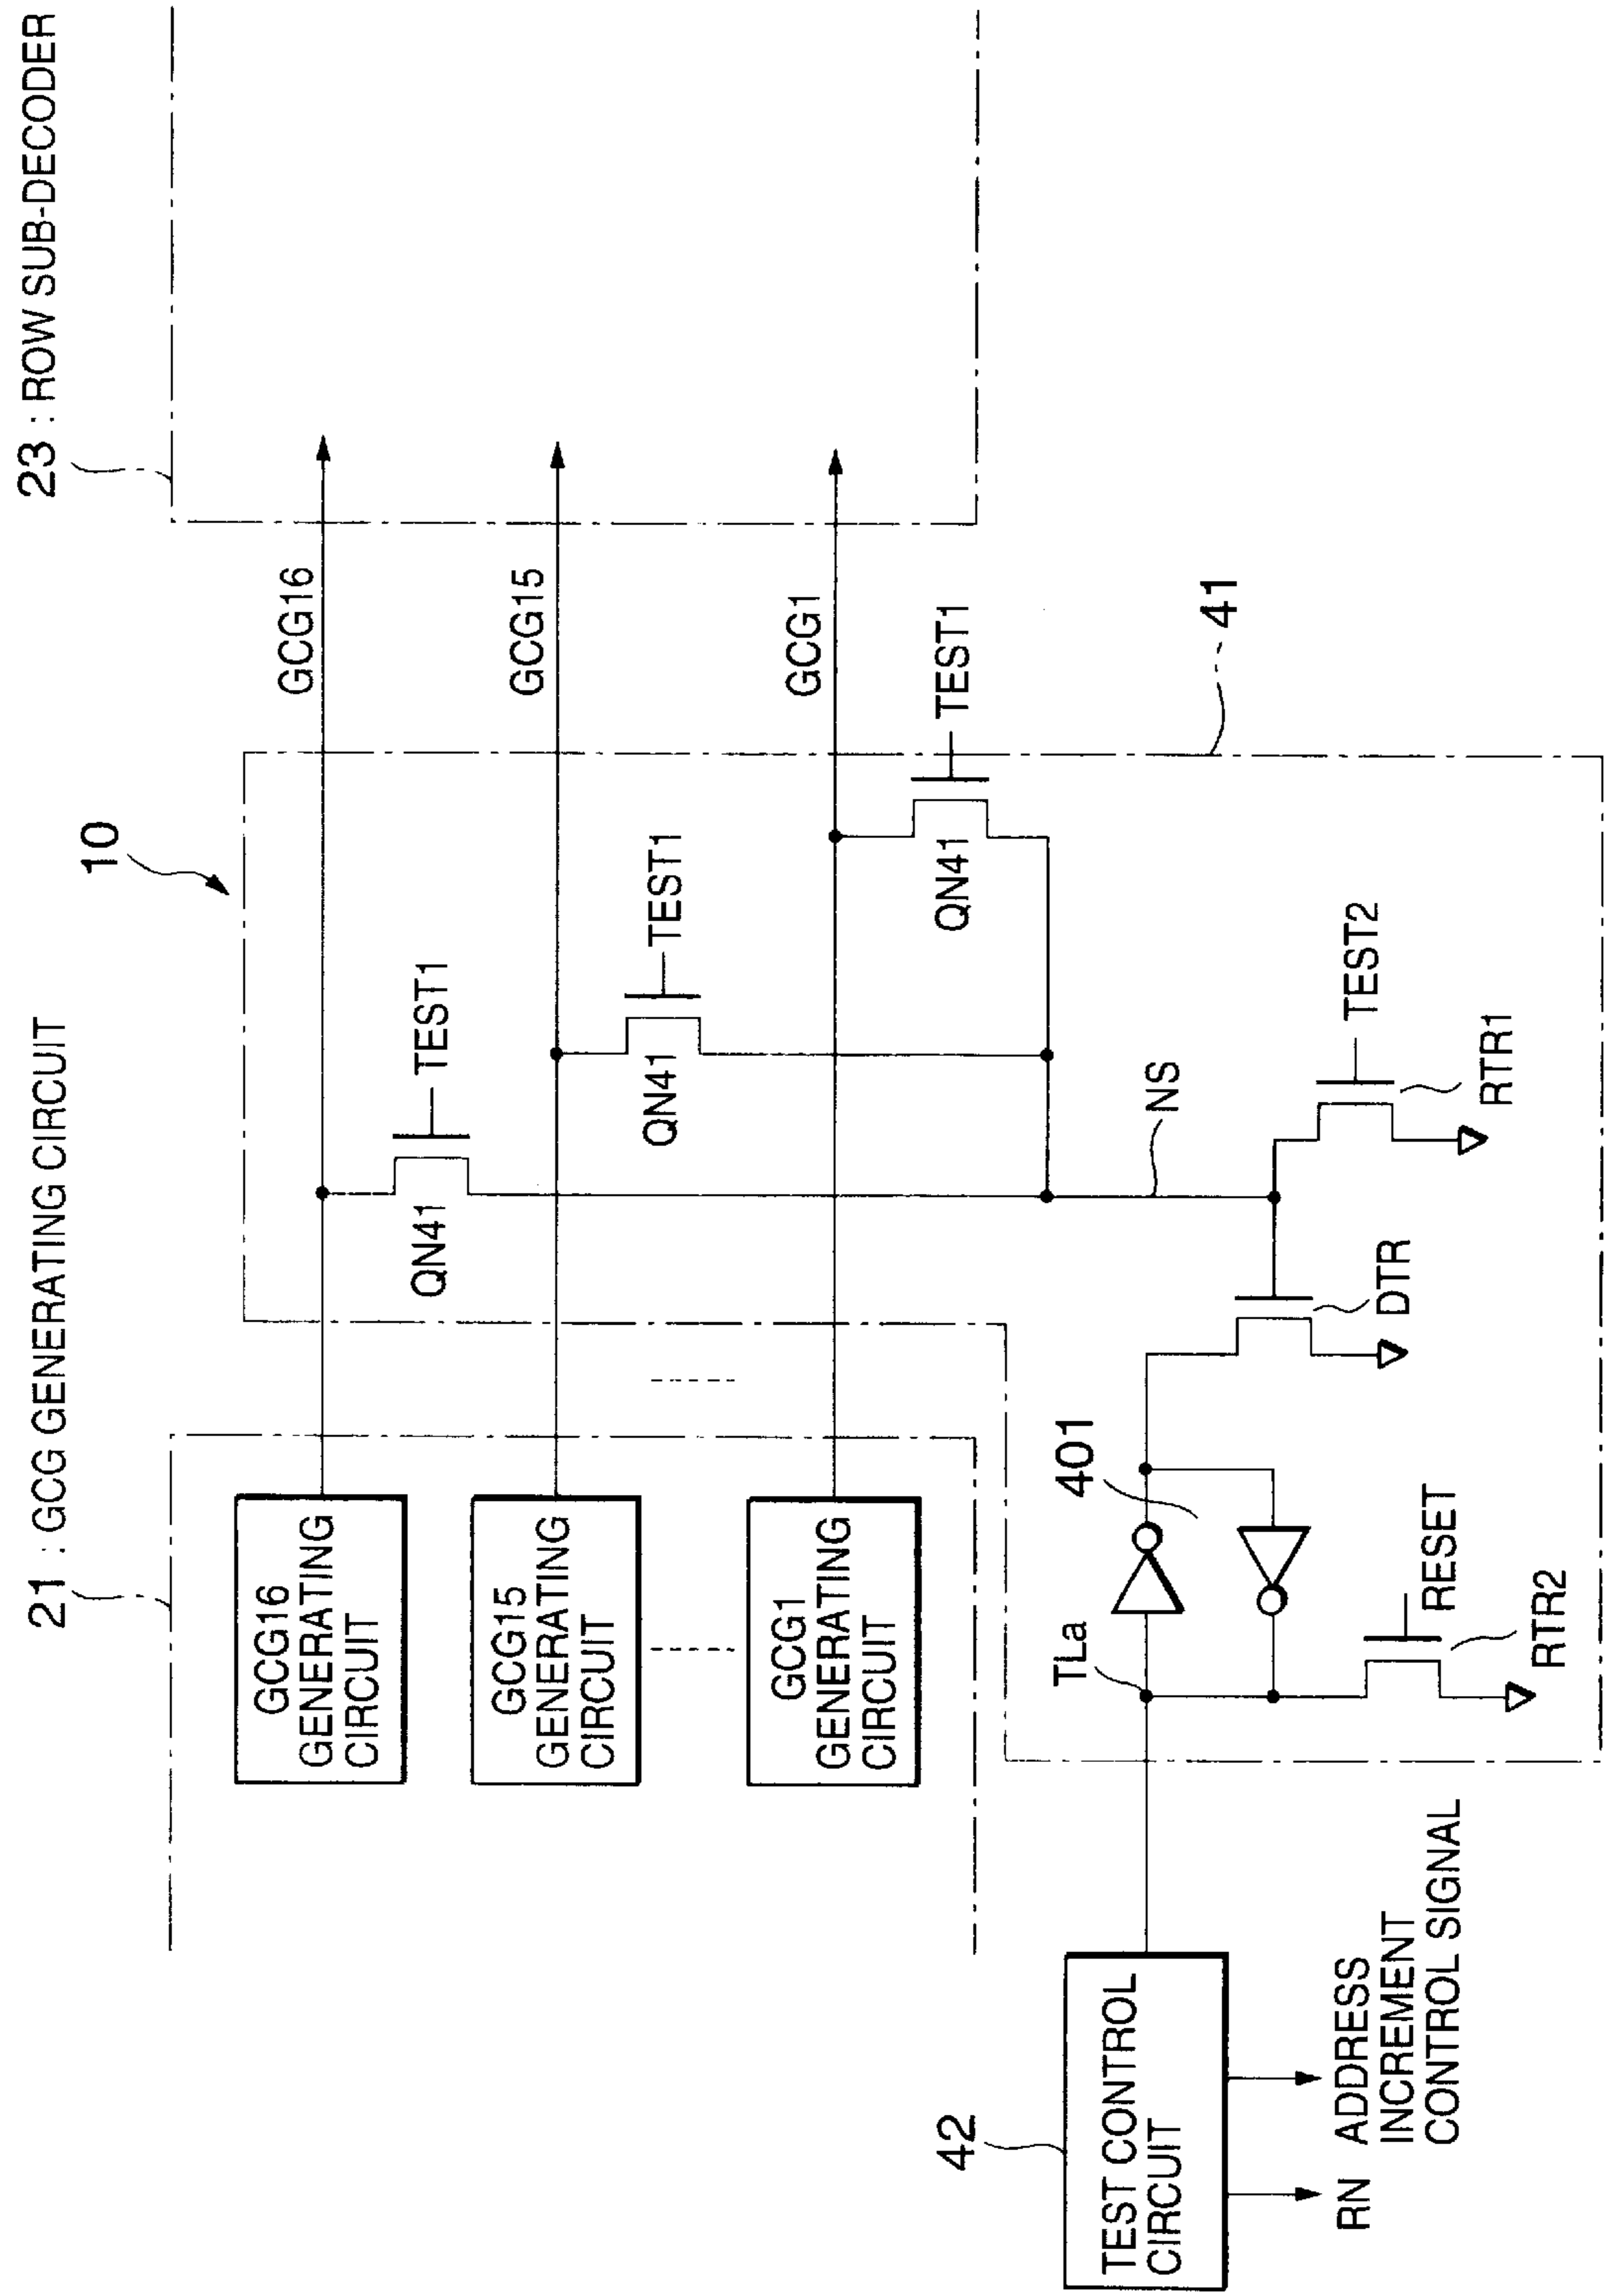 21 : GCG GENERATING CIRCUIT
23 : ROW SUB-DECODER
10
GCG16
GENERATING
CIRCUIT
GCG16
QN41
TEST1
GCG15
GENERATING
CIRCUIT
GCG15
QN41
TEST1
GCG1
GENERATING
CIRCUIT
GCG1
QN41
TEST1
42
TEST CONTROL
CIRCUIT
RN
ADDRESS
INCREMENT
CONTROL SIGNAL
TLa
401
NS
41
RESET
RTR2
DTR
TEST2
RTR1